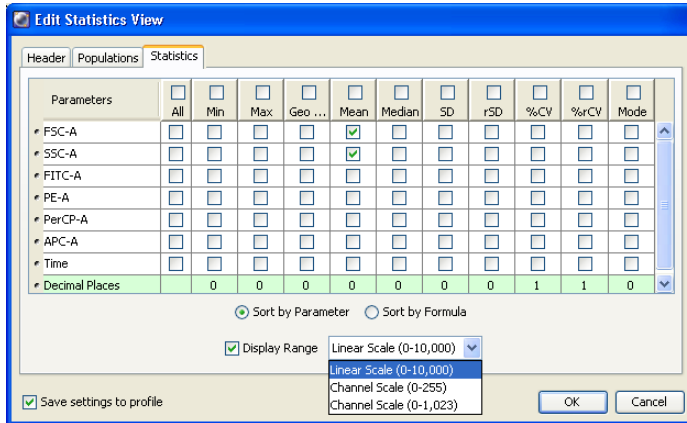 Edit Statistics View
Header Populations Statistics
Parameters All Min Max Geo ... Mean Median SD rSD %CV %rCV Mode
FSC-A
SSC-A
FITC-A
PE-A
PerCP-A
APC-A
Time
Decimal Places 0 0 0 0 0 0 0 1 1 0
Sort by Parameter Sort by Formula
Display Range Linear Scale (0-10,000)
Linear Scale (0-10,000)
Channel Scale (0-255)
Channel Scale (0-1,023)
Save settings to profile OK Cancel